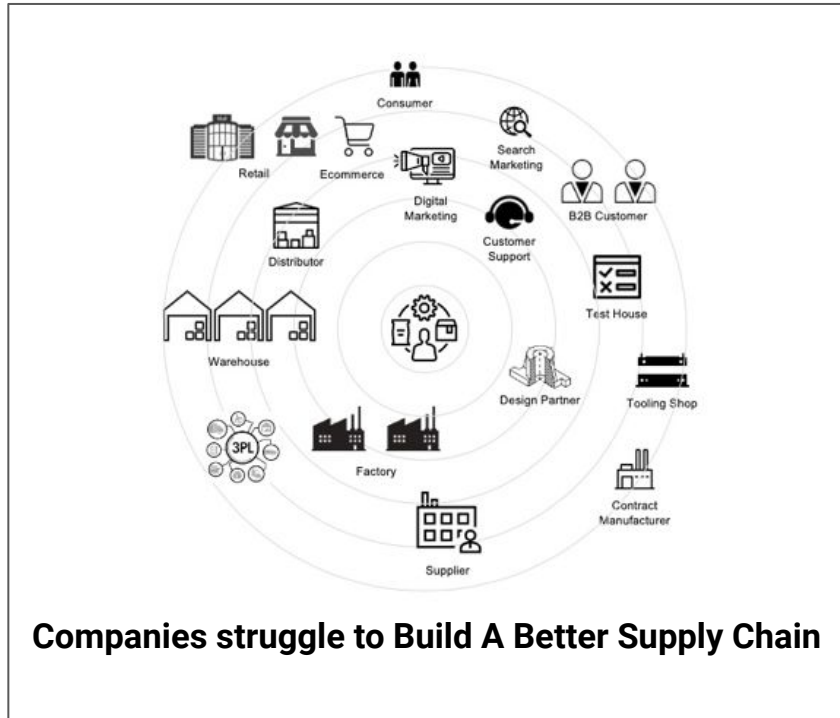 Consumer
Search
Marketing
Retail
Ecommerce
Digital
Marketing
B2B Customer
Customer
Support
Distributor
Test House
Warehouse
Design Partner
Tooling Shop
3PL
Factory
Contract
Manufacturer
Supplier
Companies struggle to Build A Better Supply Chain